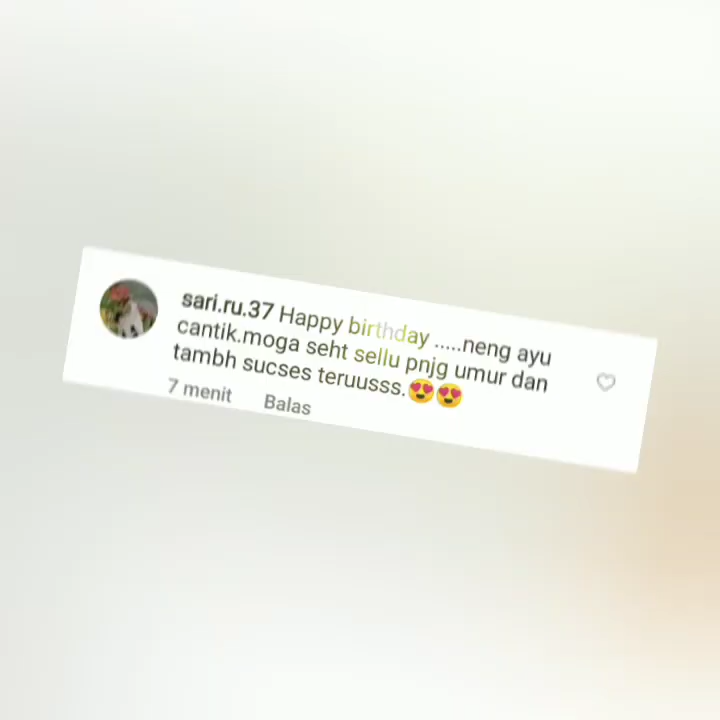 sari.ru.37 Happy birthday .....neng ayu
cantik.moga seht sellu pnjg umur dan
tambh sucses teruusss.😍😍
7 menit Balas